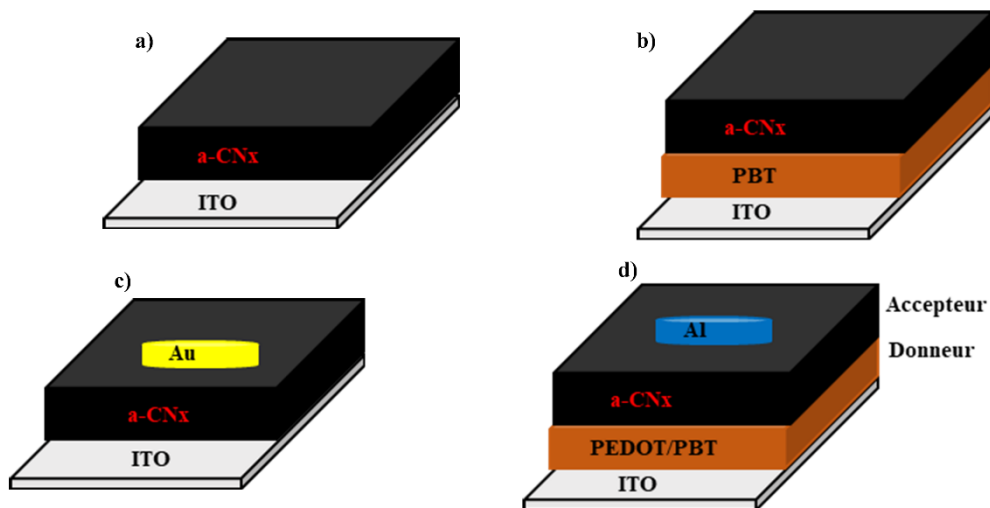 a)
a-CNx
ITO
b)
a-CNx
PBT
ITO
c)
Au
a-CNx
ITO
d)
Al
Accepteur
Donneur
a-CNx
PEDOT/PBT
ITO